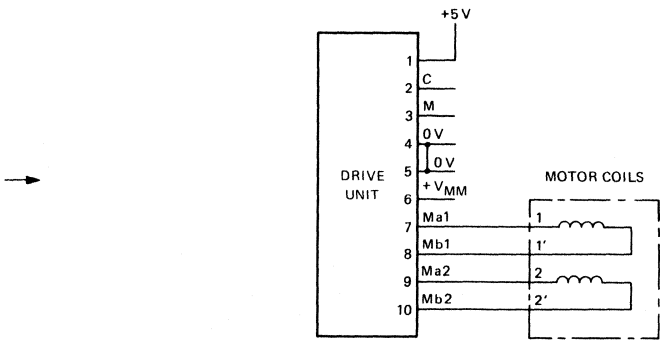 +5 V
1
2 C
3 M
4 0 V
5 0 V
DRIVE
UNIT
6 + VMM
MOTOR COILS
7 Ma1 1
8 Mb1 1'
9 Ma2 2
10 Mb2 2'